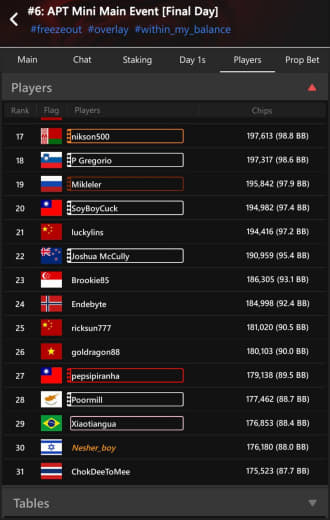 #6: APT Mini Main Event [Final Day]
#freezeout #overlay #within_my_balance
Main Chat Staking Day 1s Players Prop Bet
Players
Rank Flag Players Chips
17 nikson500 197,613 (98.8 BB)
18 P Gregorio 197,317 (98.6 BB)
19 Mikleler 195,842 (97.9 BB)
20 SoyBoyCuck 194,982 (97.4 BB)
21 luckylins 194,416 (97.2 BB)
22 Joshua McCully 190,959 (95.4 BB)
23 Brookie85 186,305 (93.1 BB)
24 Endebyte 184,998 (92.4 BB)
25 ricksun777 181,020 (90.5 BB)
26 goldragon88 180,103 (90.0 BB)
27 pepsipiranha 179,138 (89.5 BB)
28 Poormill 177,462 (88.7 BB)
29 Xiaotiangua 176,853 (88.4 BB)
30 Nesher_boy 176,180 (88.0 BB)
31 ChokDeeToMee 175,523 (87.7 BB)
Tables